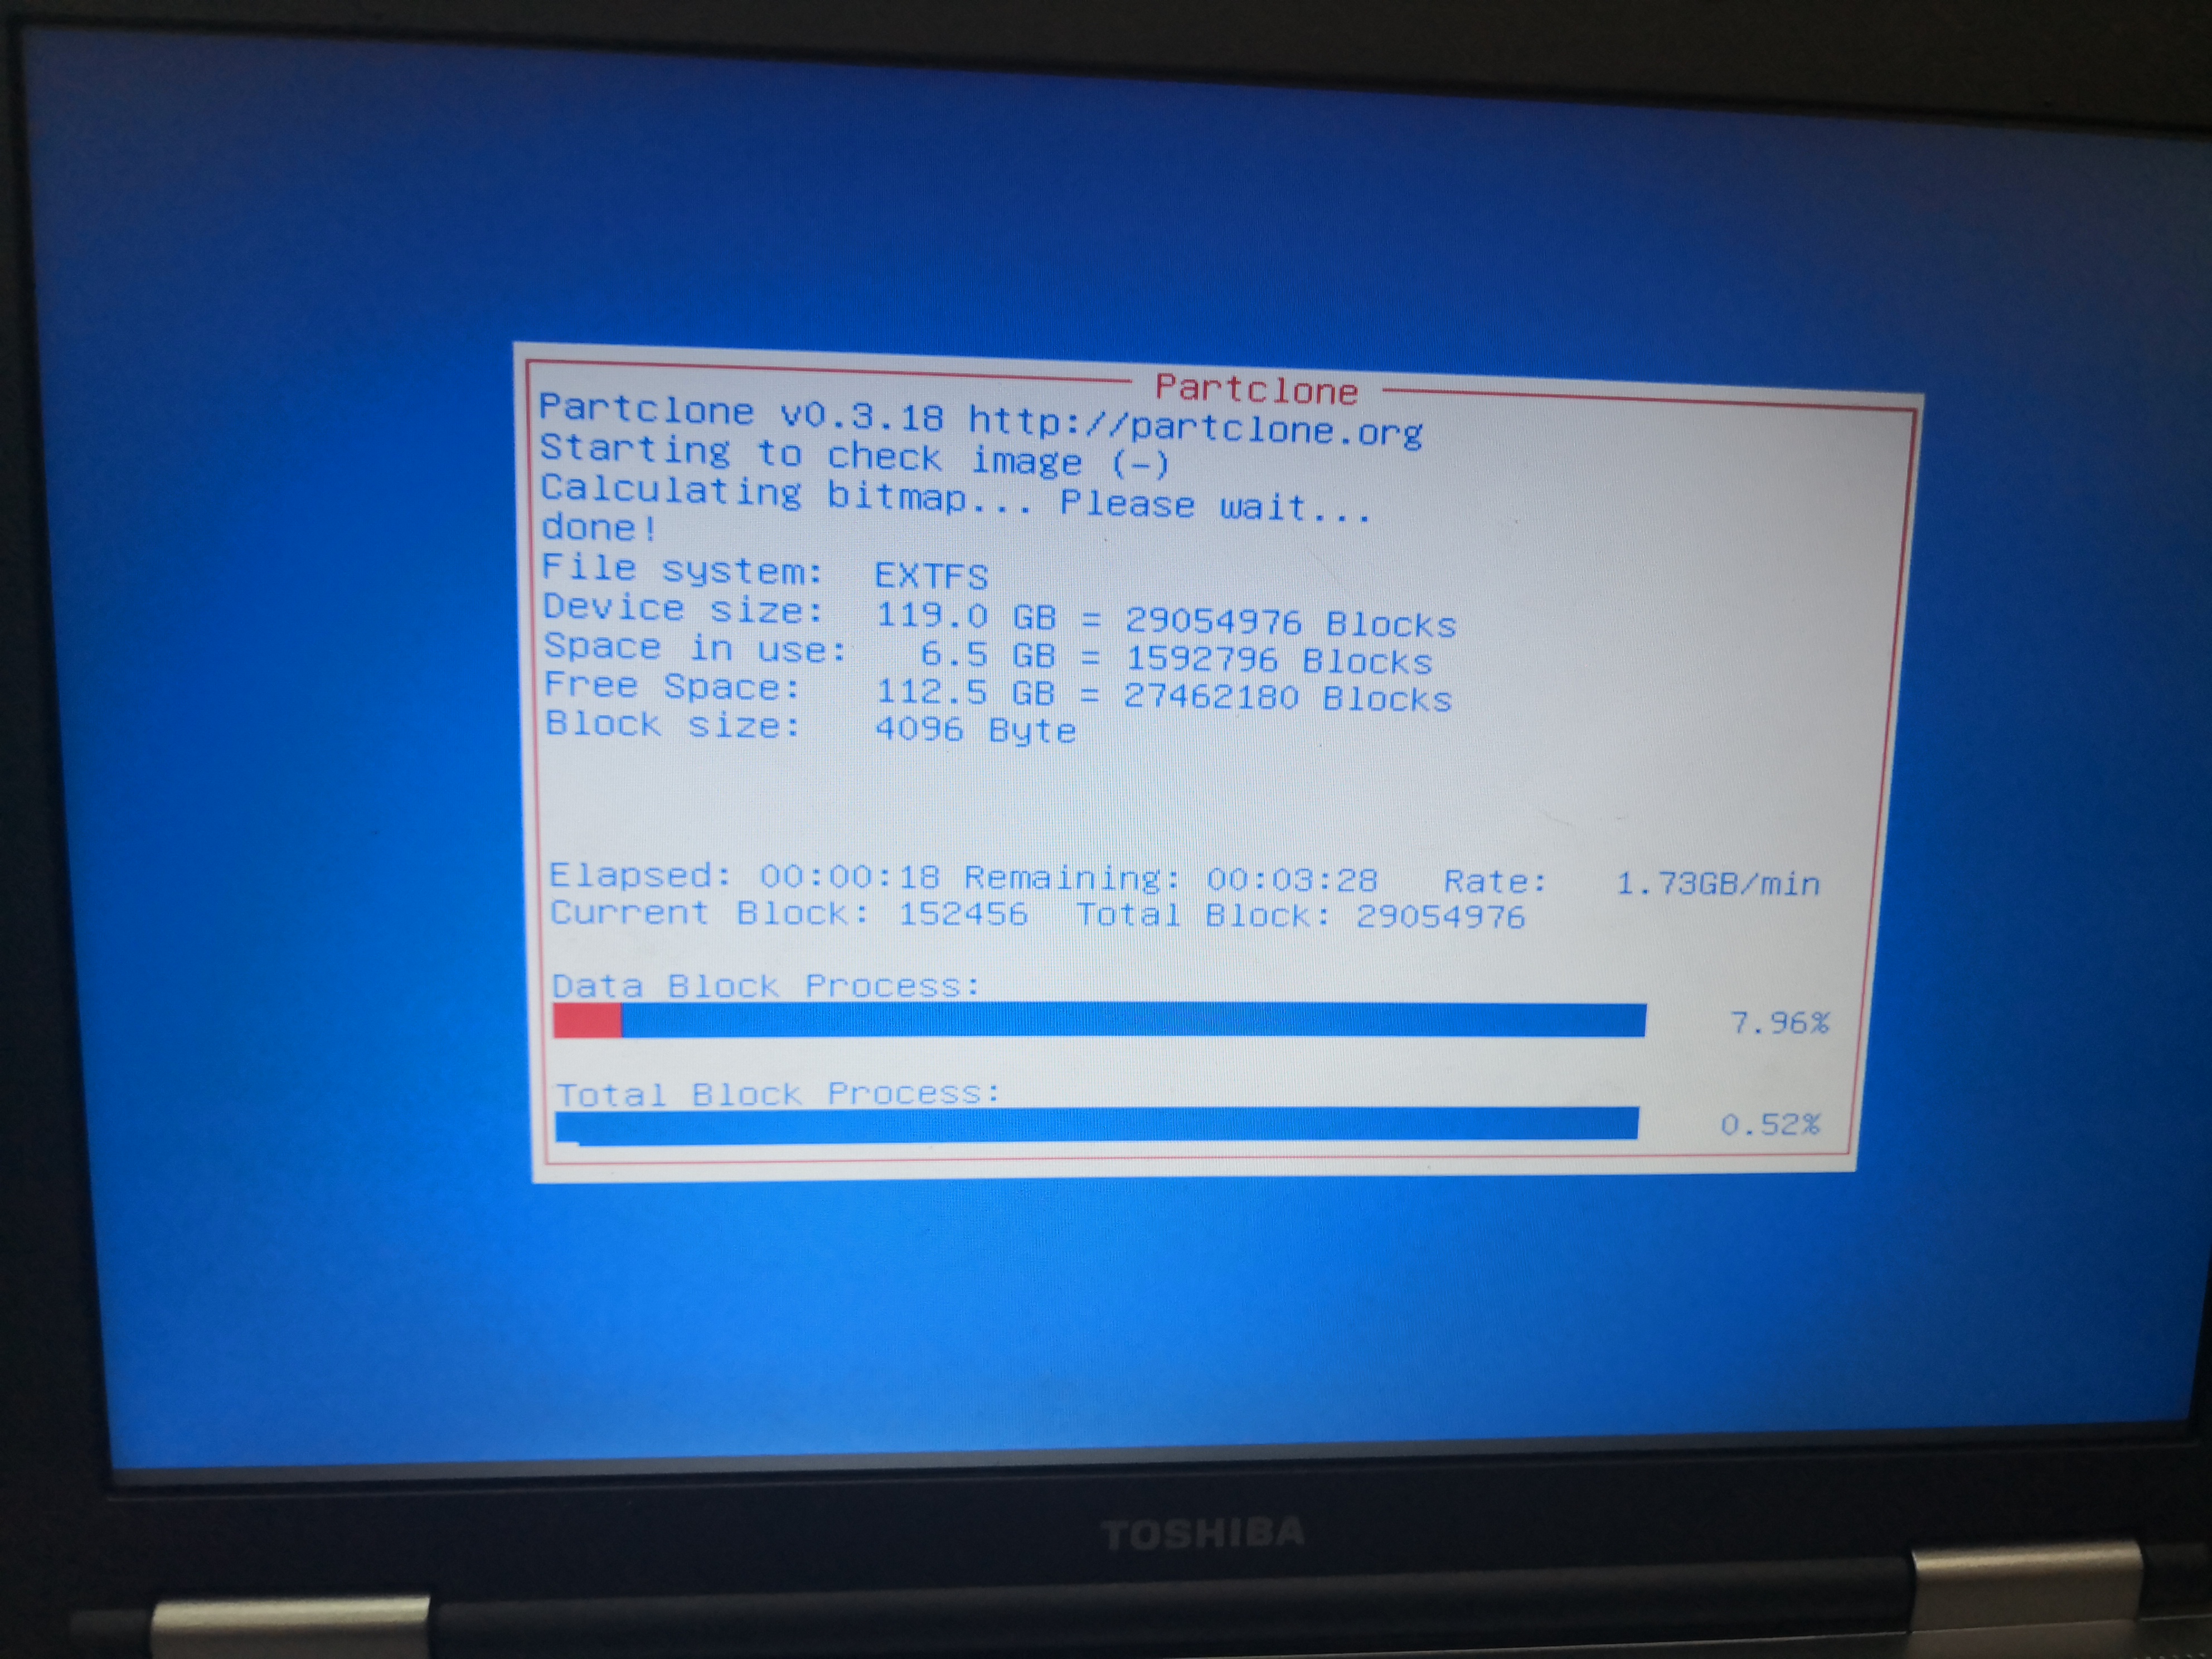 Partclone
Partclone v0.3.18 http://partclone.org
Starting to check image (-)
Calculating bitmap... Please wait...
done!
File system: EXTFS
Device size: 119.0 GB = 29054976 Blocks
Space in use: 6.5 GB = 1592796 Blocks
Free Space: 112.5 GB = 27462180 Blocks
Block size: 4096 Byte
Elapsed: 00:00:18 Remaining: 00:03:28 Rate: 1.73GB/min
Current Block: 152456 Total Block: 29054976
Data Block Process:
7.96%
Total Block Process:
0.52%
TOSHIBA